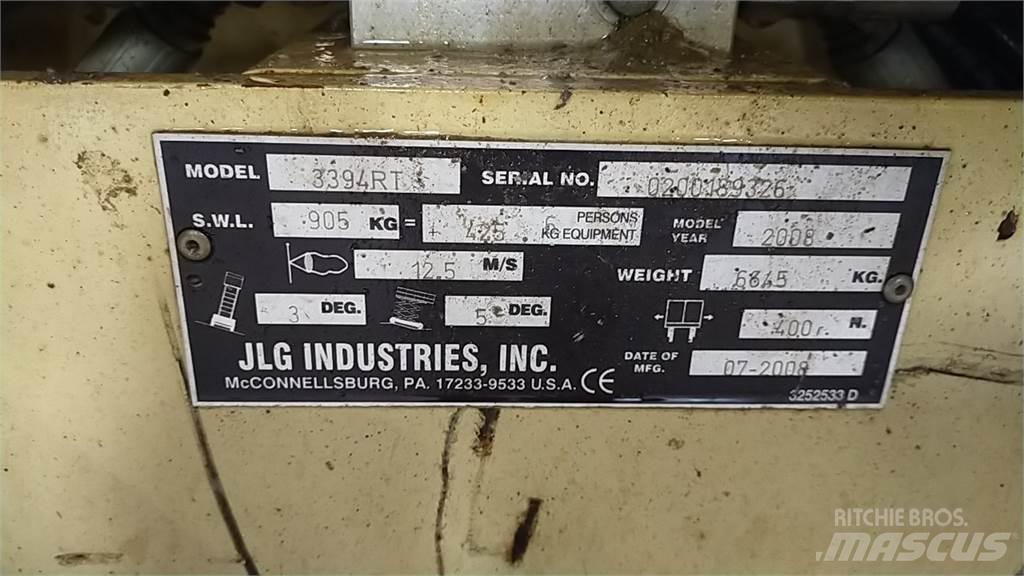 MODEL 3394RT SERIAL NO. 0200189326
S.W.L. 905 KG = 6 PERSONS
+ 425 KG EQUIPMENT
MODEL YEAR 2008
12.5 M/S WEIGHT 6845 KG.
3 DEG. 5 DEG. 400 N.
JLG INDUSTRIES, INC.
McCONNELLSBURG, PA. 17233-9533 U.S.A. CE
DATE OF MFG. 07-2008
3252533 D
RITCHIE BROS.
MASCUS